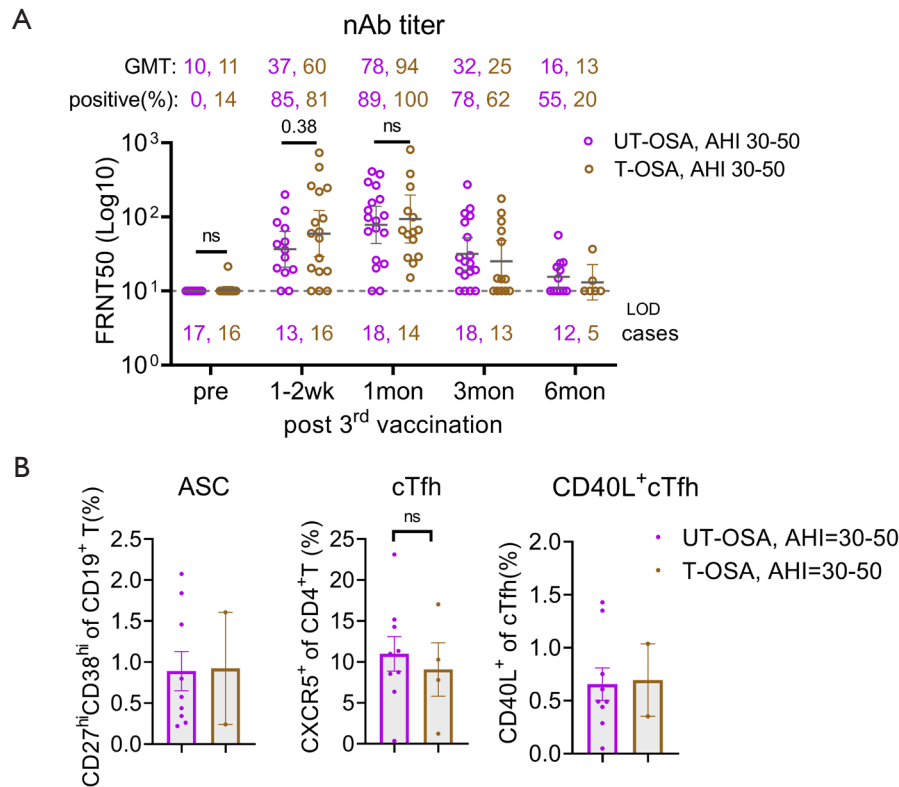 A
nAb titer
GMT: 10, 11 37, 60 78, 94 32, 25 16, 13
positive(%): 0, 14 85, 81 89, 100 78, 62 55, 20
FRNT50 (Log10)
10³
10²
10¹
10⁰
ns
0.38
ns
UT-OSA, AHI 30-50
T-OSA, AHI 30-50
LOD
17, 16 13, 16 18, 14 18, 13 12, 5 cases
pre 1-2wk 1mon 3mon 6mon
post 3rd vaccination
B
ASC
CD27hiCD38hi of CD19+ T(%)
2.5
2.0
1.5
1.0
0.5
0.0
cTfh
ns
CXCR5+ of CD4+T (%)
25
20
15
10
5
0
CD40L+cTfh
CD40L+ of cTfh(%)
2.0
1.5
1.0
0.5
0.0
UT-OSA, AHI=30-50
T-OSA, AHI=30-50